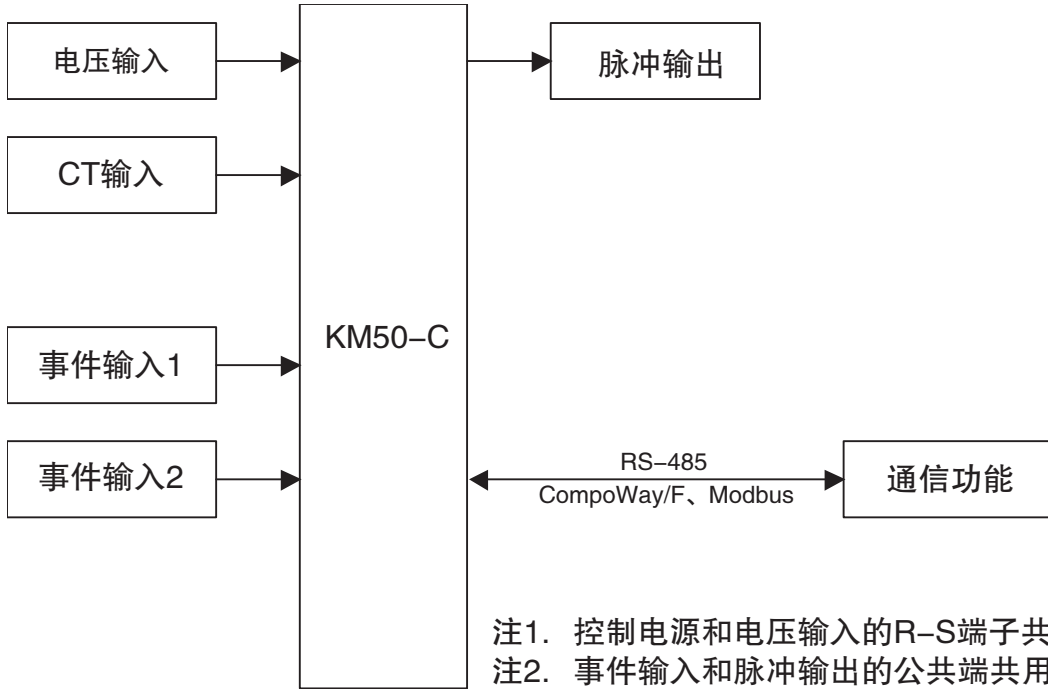 电压输入
脉冲输出
CT输入
KM50-C
事件输入1
事件输入2
RS-485
CompoWay/F、Modbus
通信功能
注1. 控制电源和电压输入的R-S端子共
注2. 事件输入和脉冲输出的公共端共用